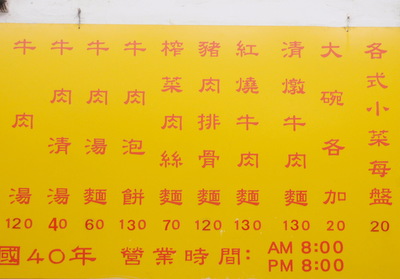 各式小菜每盤 20
大碗各加 20
清燉牛肉麵 130
紅燒牛肉麵 130
豬肉排骨麵 120
榨菜肉絲麵 70
牛肉泡餅 130
牛肉湯麵 60
牛肉清湯 40
牛肉湯 120
國40年 營業時間: AM 8:00
PM 8:00